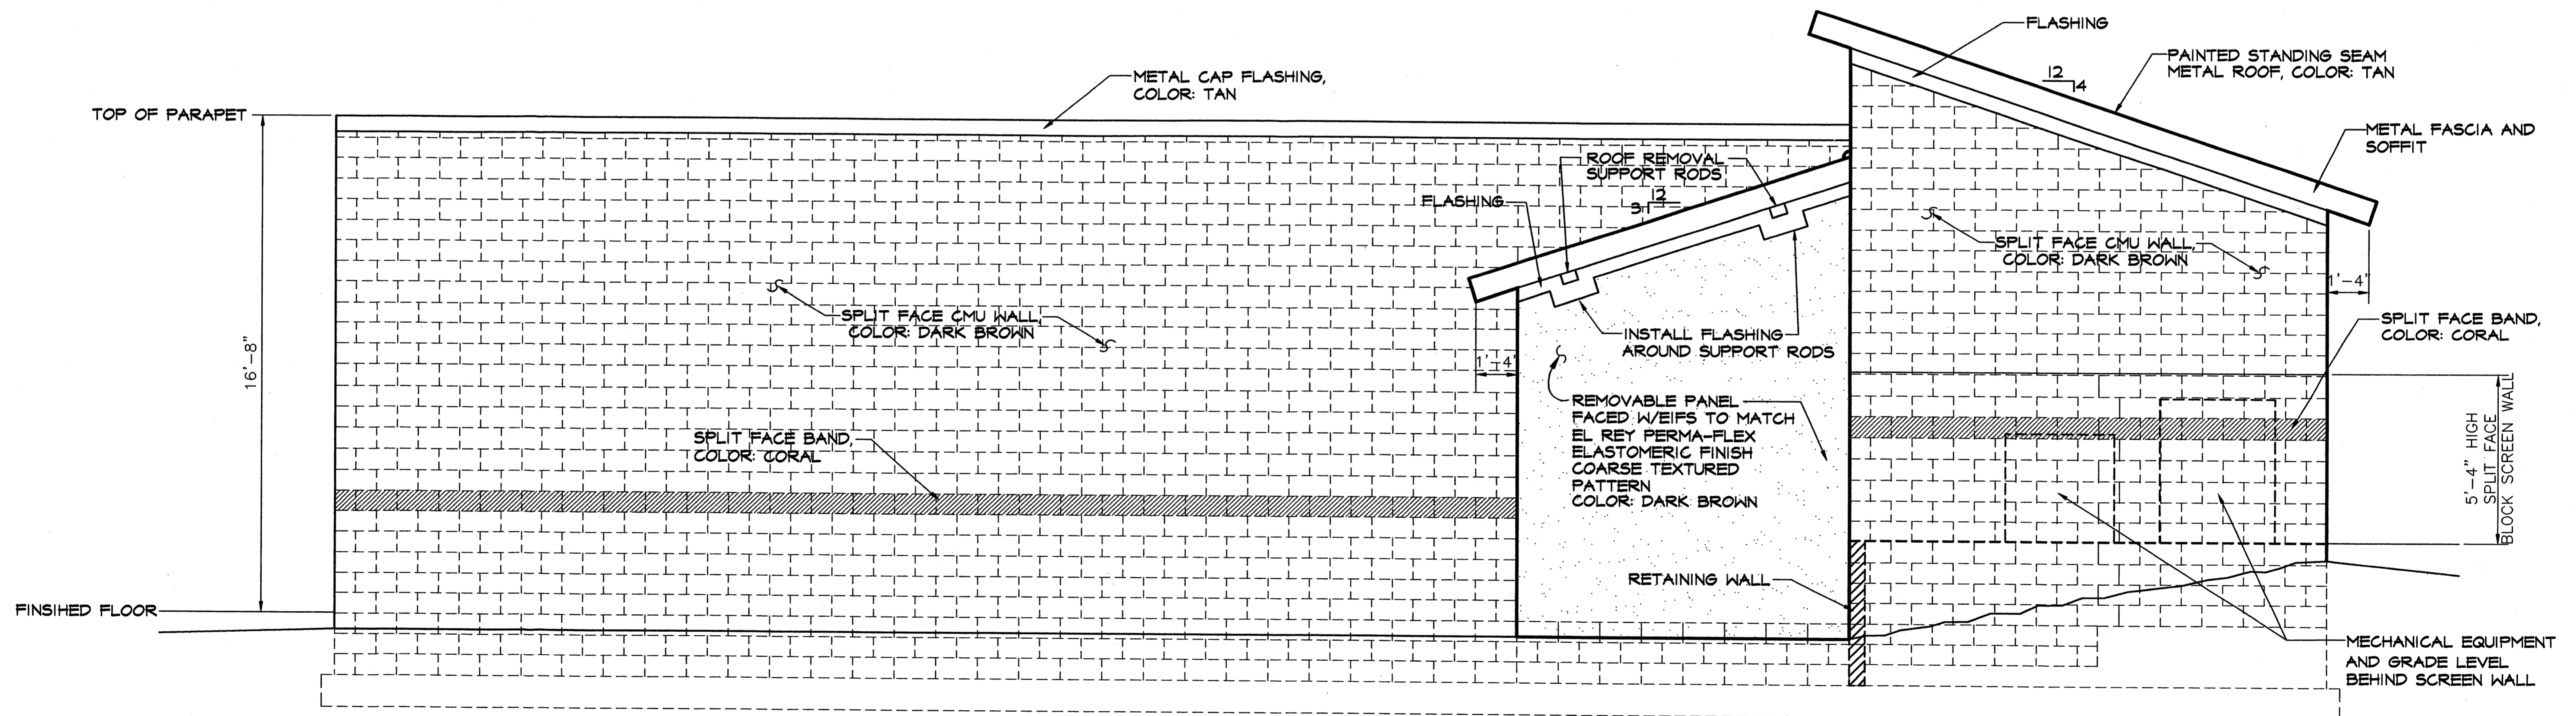 FLASHING
PAINTED STANDING SEAM
METAL ROOF, COLOR: TAN
12
4
METAL CAP FLASHING,
COLOR: TAN
TOP OF PARAPET
METAL FASCIA AND
SOFFIT
ROOF REMOVAL
SUPPORT RODS
FLASHING
12
3
SPLIT FACE CMU WALL,
COLOR: DARK BROWN
1'-4"
SPLIT FACE CMU WALL,
COLOR: DARK BROWN
SPLIT FACE BAND,
COLOR: CORAL
INSTALL FLASHING
AROUND SUPPORT RODS
16'-8"
1'-4"
REMOVABLE PANEL
FACED W/EIFS TO MATCH
EL REY PERMA-FLEX
ELASTOMERIC FINISH
COARSE TEXTURED
PATTERN
COLOR: DARK BROWN
SPLIT FACE BAND,
COLOR: CORAL
5'-4" HIGH
SPLIT FACE
BLOCK SCREEN WALL
RETAINING WALL
FINSIHED FLOOR
MECHANICAL EQUIPMENT
AND GRADE LEVEL
BEHIND SCREEN WALL